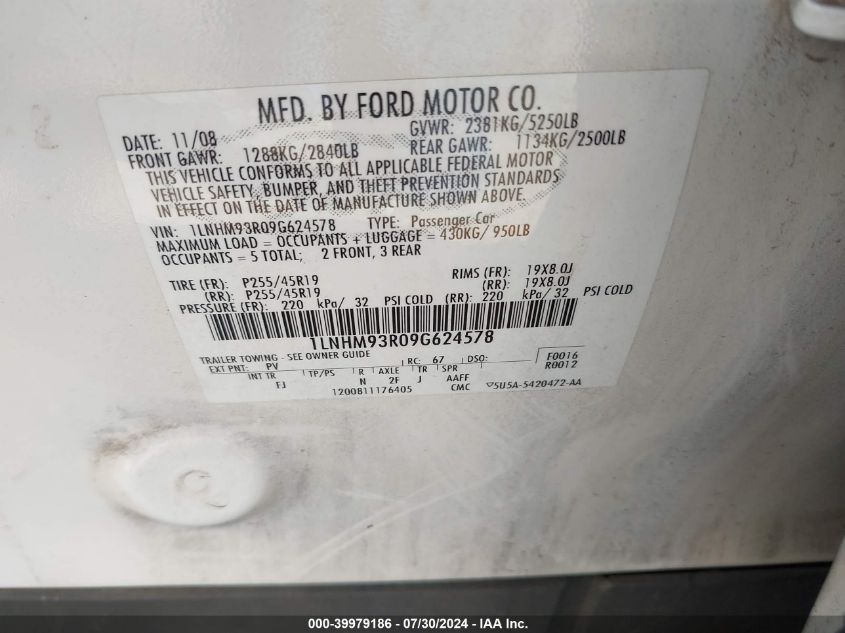 MFD. BY FORD MOTOR CO.
DATE: 11/08 GVWR: 2381KG/5250LB
FRONT GAWR: 1288KG/2840LB REAR GAWR: 1134KG/2500LB
THIS VEHICLE CONFORMS TO ALL APPLICABLE FEDERAL MOTOR
VEHICLE SAFETY, BUMPER, AND THEFT PREVENTION STANDARDS
IN EFFECT ON THE DATE OF MANUFACTURE SHOWN ABOVE.
VIN: 1LNHM93R09G624578 TYPE: Passenger Car
MAXIMUM LOAD = OCCUPANTS + LUGGAGE = 430KG/ 950LB
OCCUPANTS = 5 TOTAL; 2 FRONT, 3 REAR
TIRE (FR): P255/45R19 RIMS (FR): 19X8.0J
(RR): P255/45R19 (RR): 19X8.0J
PRESSURE (FR): 220 kPa/ 32 PSI COLD (RR): 220 kPa/ 32 PSI COLD
1LNHM93R09G624578
TRAILER TOWING - SEE OWNER GUIDE
EXT PNT: PV RC: 67 DSO: F0016
R0012
INT TR TP/PS R AXLE TR SPR
FJ N 2F J AAFF
1200811176405 CMC 5U5A-5420472-AA
000-39979186 - 07/30/2024 - IAAI Inc.